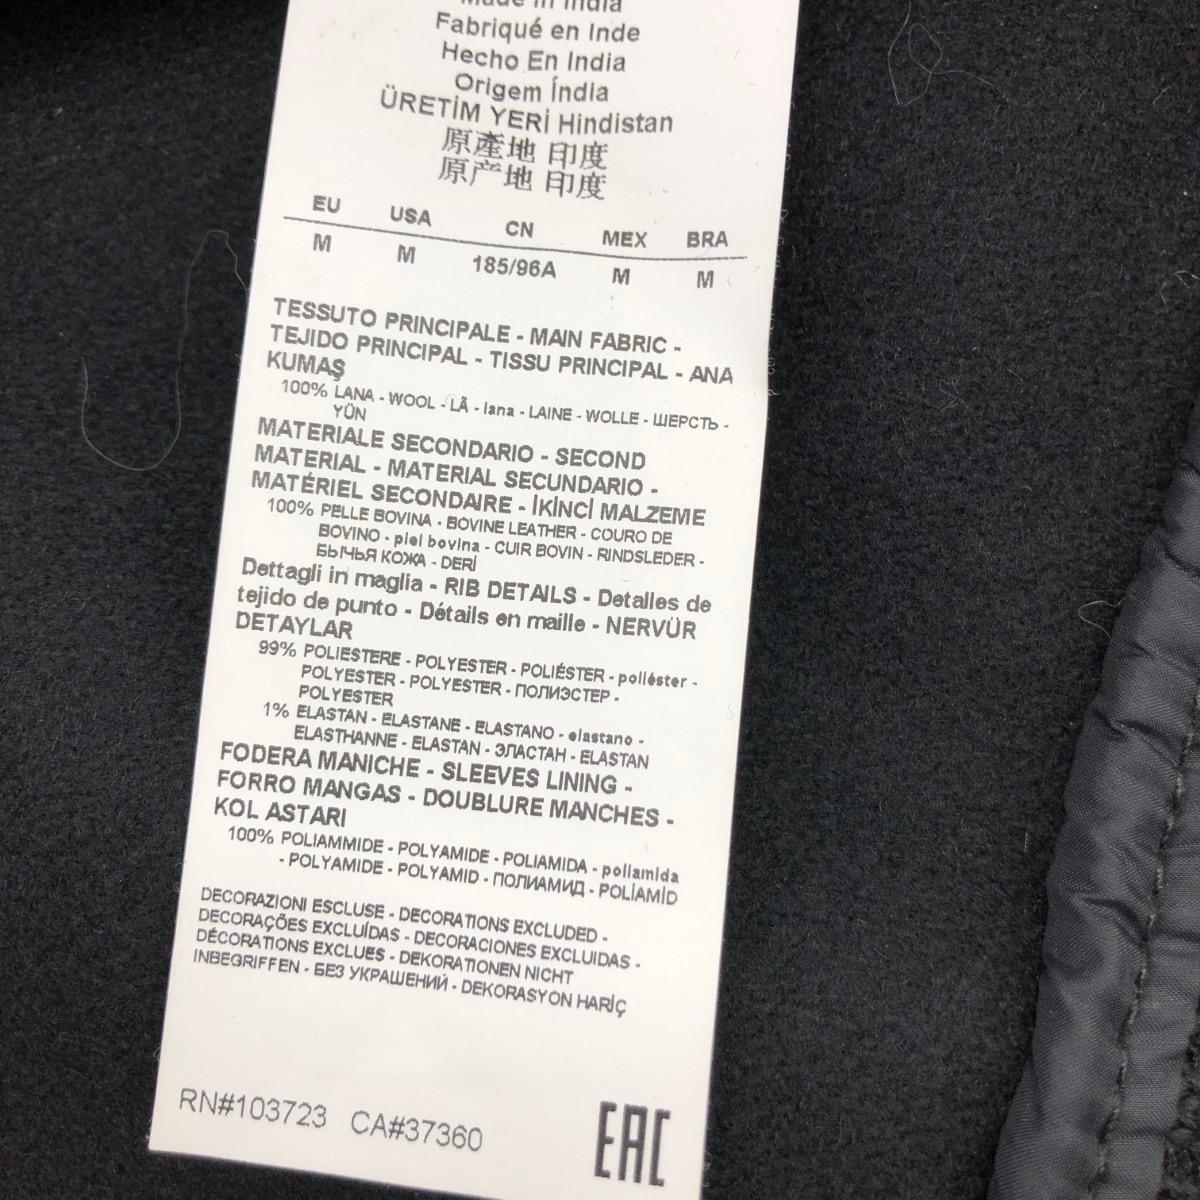 Made in India
Fabriqué en Inde
Hecho En India
Origem Índia
ÜRETİM YERİ Hindistan
原產地 印度
原产地 印度
EU USA CN MEX BRA
M M 185/96A M M
TESSUTO PRINCIPALE - MAIN FABRIC -
TEJIDO PRINCIPAL - TISSU PRINCIPAL - ANA
KUMAŞ
100% LANA - WOOL - LÃ - lana - LAINE - WOLLE - ШЕРСТЬ -
YÜN
MATERIALE SECONDARIO - SECOND
MATERIAL - MATERIAL SECUNDARIO -
MATÉRIEL SECONDAIRE - İKİNCİ MALZEME
100% PELLE BOVINA - BOVINE LEATHER - COURO DE
BOVINO - piel bovina - CUIR BOVIN - RINDSLEDER -
БЫЧЬЯ КОЖА - DERİ
Dettagli in maglia - RIB DETAILS - Detalles de
tejido de punto - Détails en maille - NERVÜR
DETAYLAR
99% POLIESTERE - POLYESTER - POLIÉSTER - poliéster -
POLYESTER - POLYESTER - ПОЛИЭСТЕР -
POLYESTER
1% ELASTAN - ELASTANE - ELASTANO - elastano -
ELASTHANNE - ELASTAN - ЭЛАСТАН - ELASTAN
FODERA MANICHE - SLEEVES LINING -
FORRO MANGAS - DOUBLURE MANCHES -
KOL ASTARI
100% POLIAMMIDE - POLYAMIDE - POLIAMIDA - poliamida
- POLYAMIDE - POLYAMID - ПОЛИАМИД - POLİAMİD
DECORAZIONI ESCLUSE - DECORATIONS EXCLUDED -
DECORAÇÕES EXCLUÍDAS - DECORACIONES EXCLUIDAS -
DÉCORATIONS EXCLUES - DEKORATIONEN NICHT
INBEGRIFFEN - БЕЗ УКРАШЕНИЙ - DEKORASYON HARİÇ
RN#103723 CA#37360
EAC